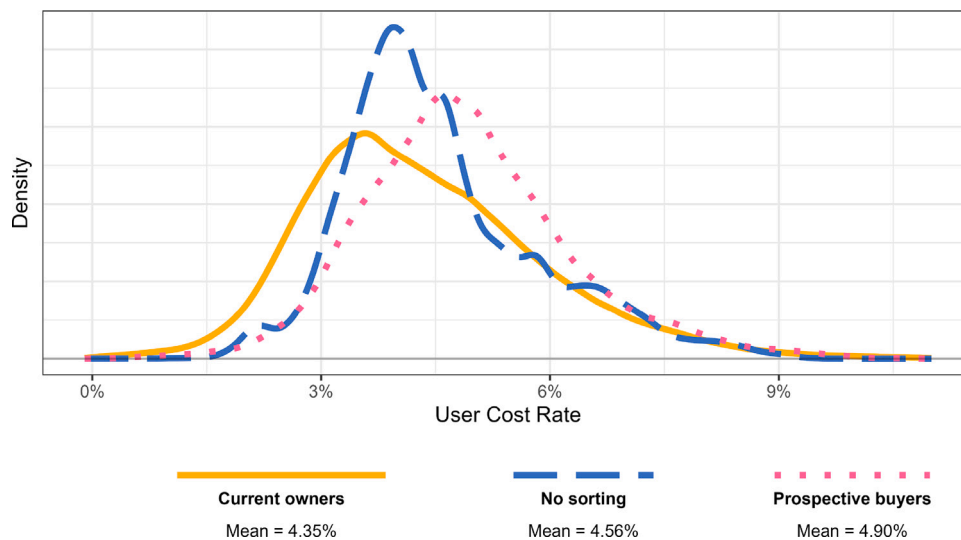 Density
0%
3%
6%
9%
User Cost Rate
Current owners
No sorting
Prospective buyers
Mean = 4.35%
Mean = 4.56%
Mean = 4.90%